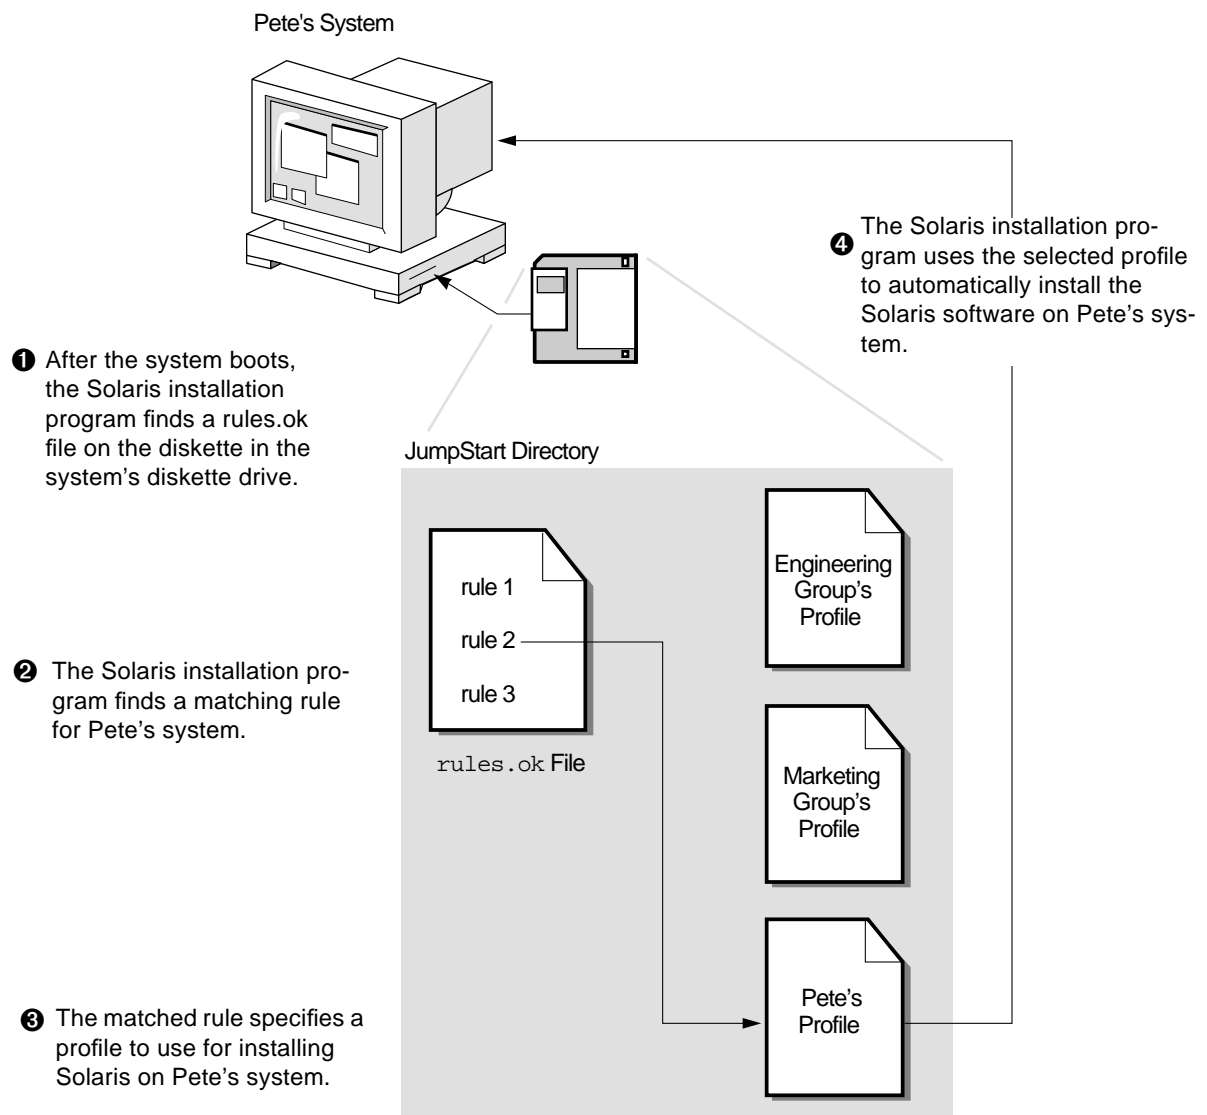 Pete's System
❹ The Solaris installation pro-
gram uses the selected profile
to automatically install the
Solaris software on Pete's sys-
tem.
❶ After the system boots,
the Solaris installation
program finds a rules.ok
file on the diskette in the
system's diskette drive.
JumpStart Directory
rule 1
rule 2
rule 3
rules.ok File
Engineering
Group's
Profile
❷ The Solaris installation pro-
gram finds a matching rule
for Pete's system.
Marketing
Group's
Profile
Pete's
Profile
❸ The matched rule specifies a
profile to use for installing
Solaris on Pete's system.